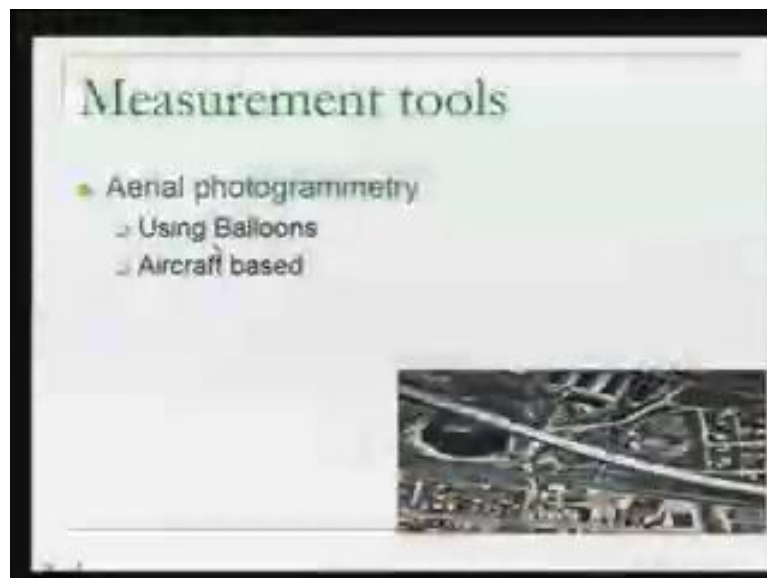 Measurement tools
Aerial photogrammetry
Using Balloons
Aircraft based